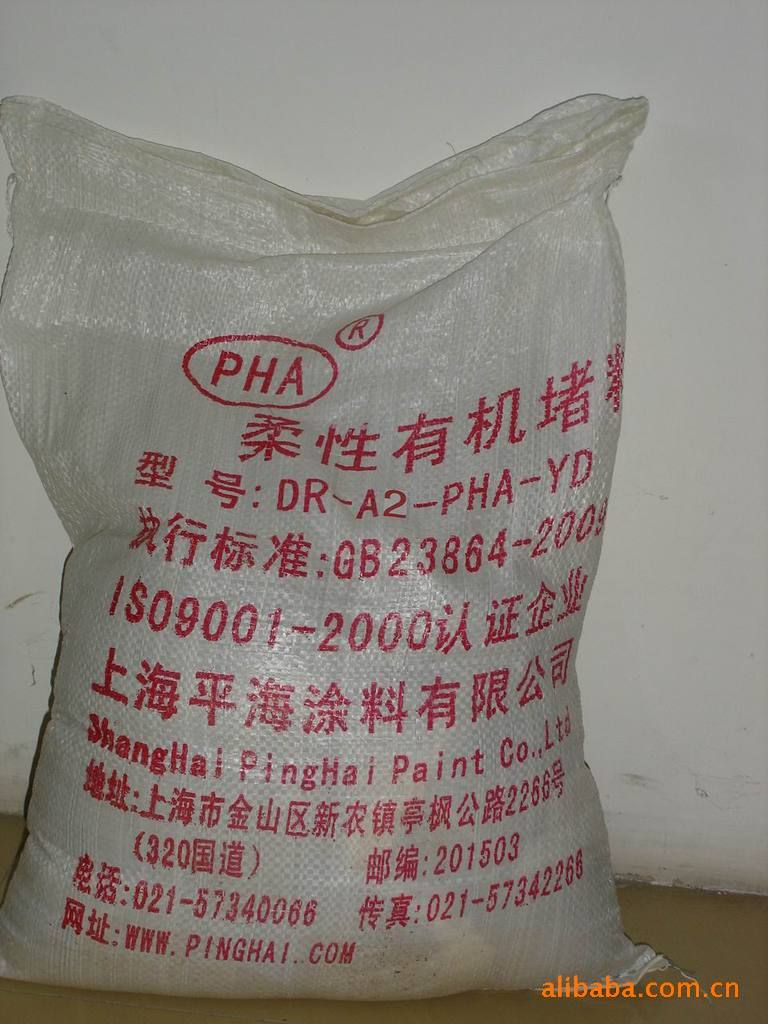 PHA ®
柔性有机堵
型 号:DR-A2-PHA-YD
执行标准:GB23864-2009
ISO9001-2000认证企业
上海平海涂料有限公司
ShangHai PingHai Paint Co.,Ltd
地址:上海市金山区新农镇亭枫公路2266号
(320国道) 邮编:201503
电话:021-57340066 传真:021-57342266
网址:WWW.PINGHAI.COM
alibaba.com.cn